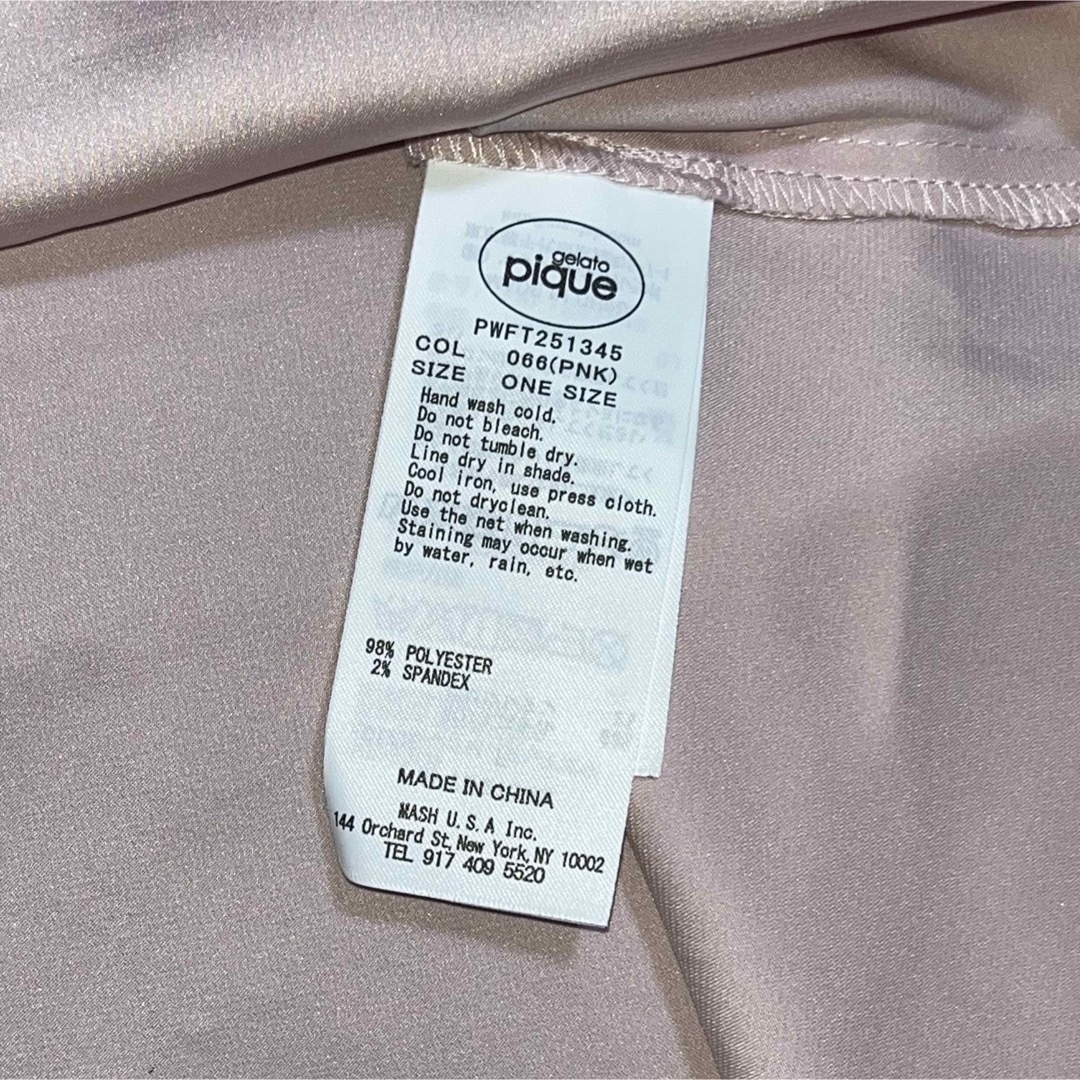 gelato
pique
PWFT251345
COL 066(PNK)
SIZE ONE SIZE
Hand wash cold.
Do not bleach.
Do not tumble dry.
Line dry in shade.
Cool iron, use press cloth.
Do not dryclean.
Use the net when washing.
Staining may occur when wet
by water, rain, etc.
98% POLYESTER
2% SPANDEX
MADE IN CHINA
MASH U.S.A Inc.
144 Orchard St, New York, NY 10002
TEL 917 409 5520